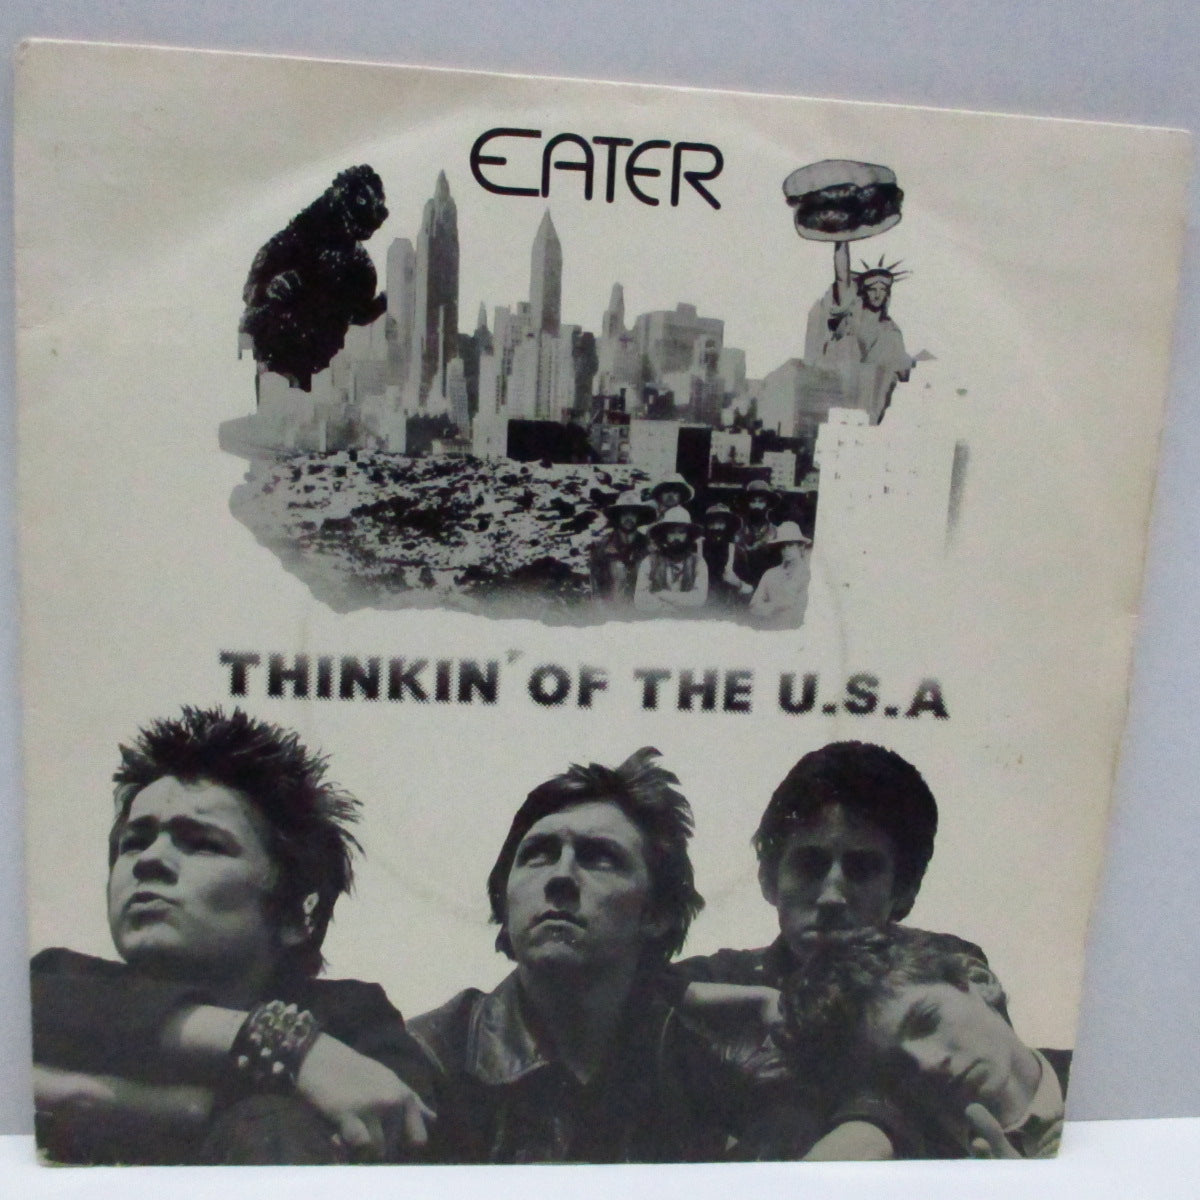 EATER
THINKIN' OF THE U.S.A